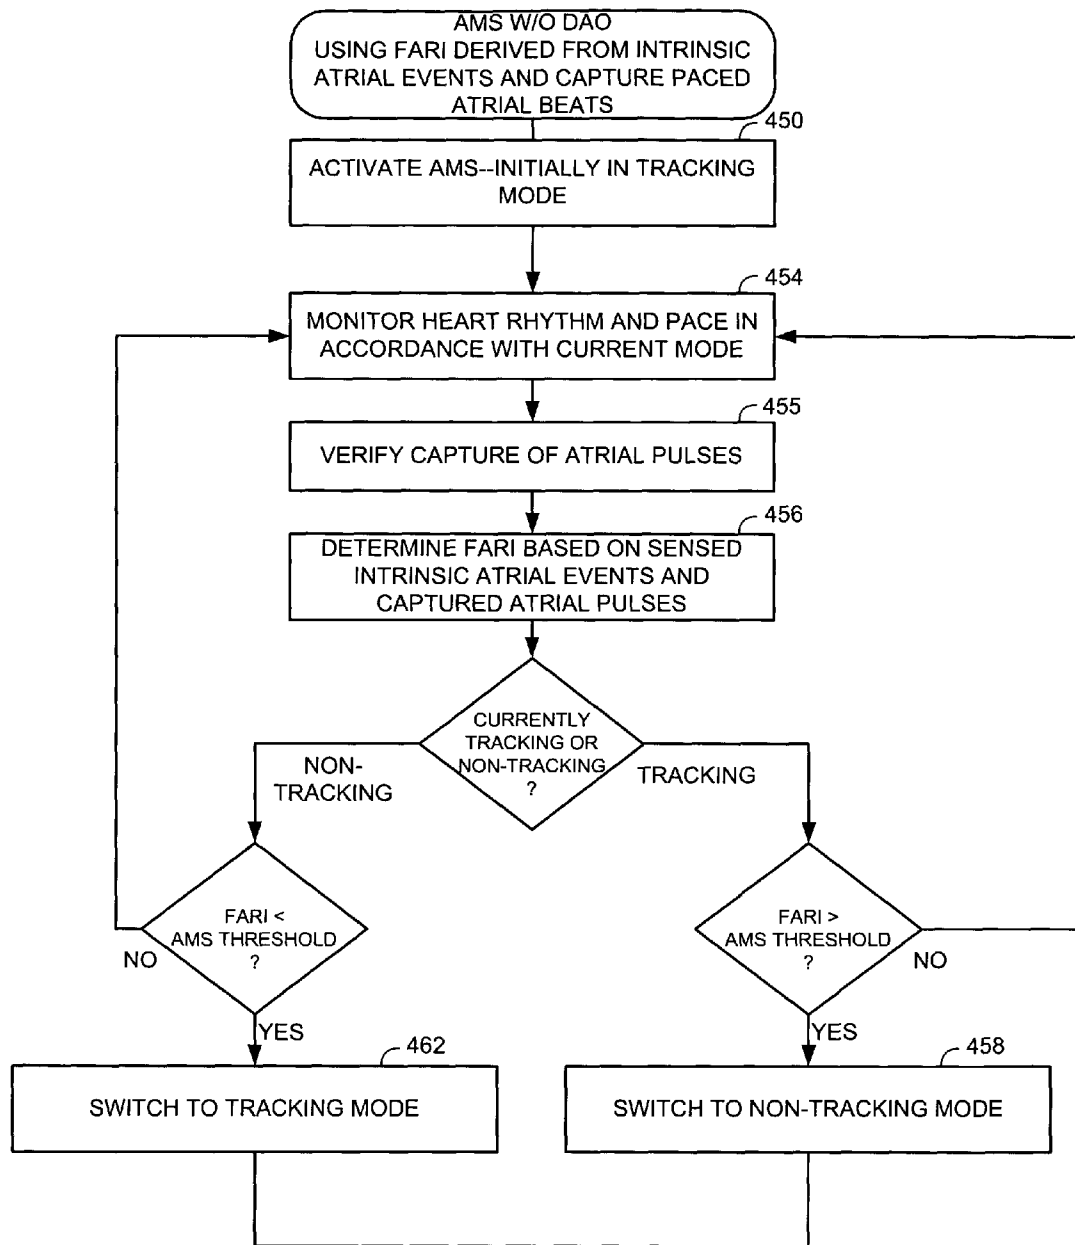 AMS W/O DAO
USING FARI DERIVED FROM INTRINSIC
ATRIAL EVENTS AND CAPTURE PACED
ATRIAL BEATS
450
ACTIVATE AMS--INITIALLY IN TRACKING
MODE
454
MONITOR HEART RHYTHM AND PACE IN
ACCORDANCE WITH CURRENT MODE
455
VERIFY CAPTURE OF ATRIAL PULSES
456
DETERMINE FARI BASED ON SENSED
INTRINSIC ATRIAL EVENTS AND
CAPTURED ATRIAL PULSES
CURRENTLY
TRACKING OR
NON-TRACKING
?
NON-
TRACKING
TRACKING
FARI <
AMS THRESHOLD
?
NO
YES
FARI >
AMS THRESHOLD
?
NO
YES
462
SWITCH TO TRACKING MODE
458
SWITCH TO NON-TRACKING MODE